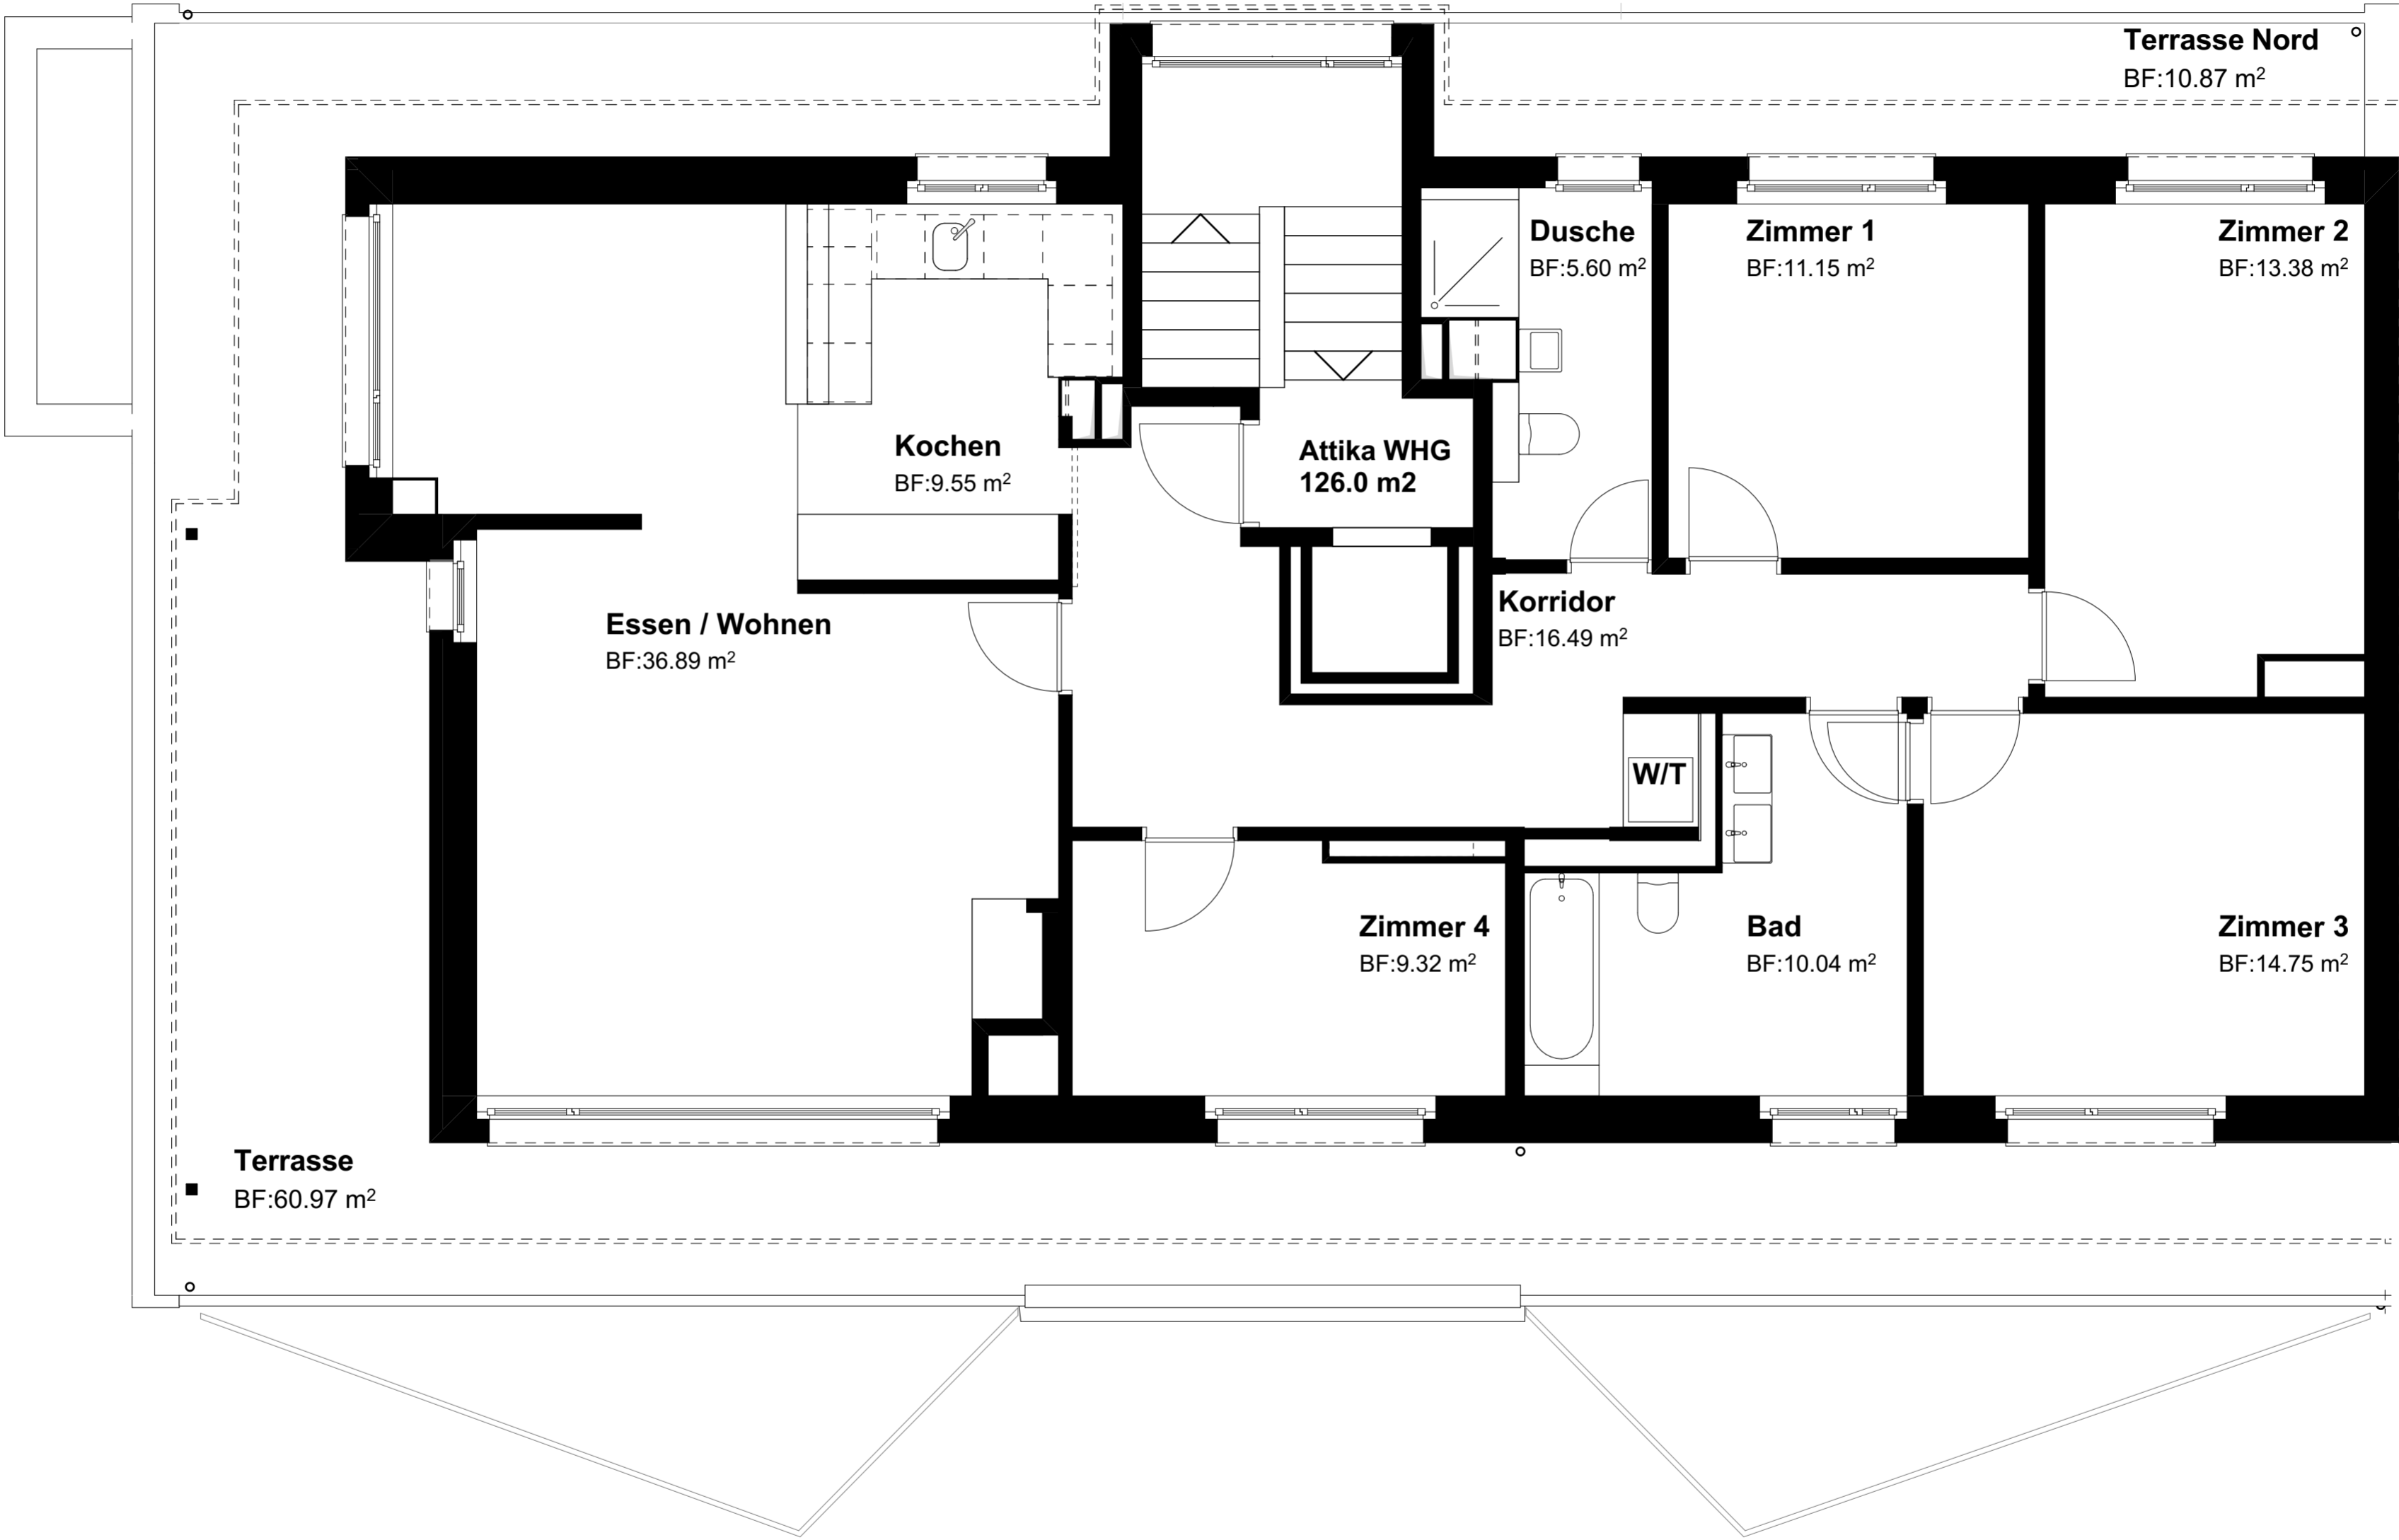 Terrasse Nord
BF:10.87 m²
Dusche
BF:5.60 m²
Zimmer 1
BF:11.15 m²
Zimmer 2
BF:13.38 m²
Kochen
BF:9.55 m²
Attika WHG
126.0 m2
Essen / Wohnen
BF:36.89 m²
Korridor
BF:16.49 m²
W/T
Zimmer 4
BF:9.32 m²
Bad
BF:10.04 m²
Zimmer 3
BF:14.75 m²
Terrasse
BF:60.97 m²